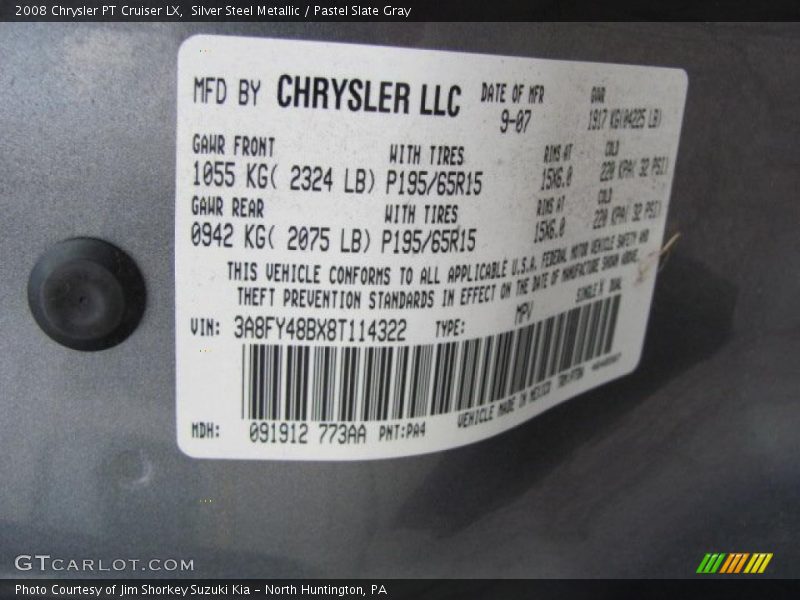 2008 Chrysler PT Cruiser LX, Silver Steel Metallic / Pastel Slate Gray
MFD BY CHRYSLER LLC DATE OF MFR GVWR
9-07 1917 KG(04225 LB)
GAWR FRONT WITH TIRES RIMS AT COLD
1055 KG( 2324 LB) P195/65R15 15X6.0 220 KPA( 32 PSI)
GAWR REAR WITH TIRES RIMS AT COLD
0942 KG( 2075 LB) P195/65R15 15X6.0 220 KPA( 32 PSI)
THIS VEHICLE CONFORMS TO ALL APPLICABLE U.S.A. FEDERAL MOTOR VEHICLE SAFETY AND
THEFT PREVENTION STANDARDS IN EFFECT ON THE DATE OF MANUFACTURE SHOWN ABOVE.
VIN: 3A8FY48BX8T114322 TYPE: MPV SINGLE X DUAL
MDH: 091912 773AA PNT:PA4 VEHICLE MADE IN MEXICO
GTCARLOT.COM
Photo Courtesy of Jim Shorkey Suzuki Kia - North Huntington, PA